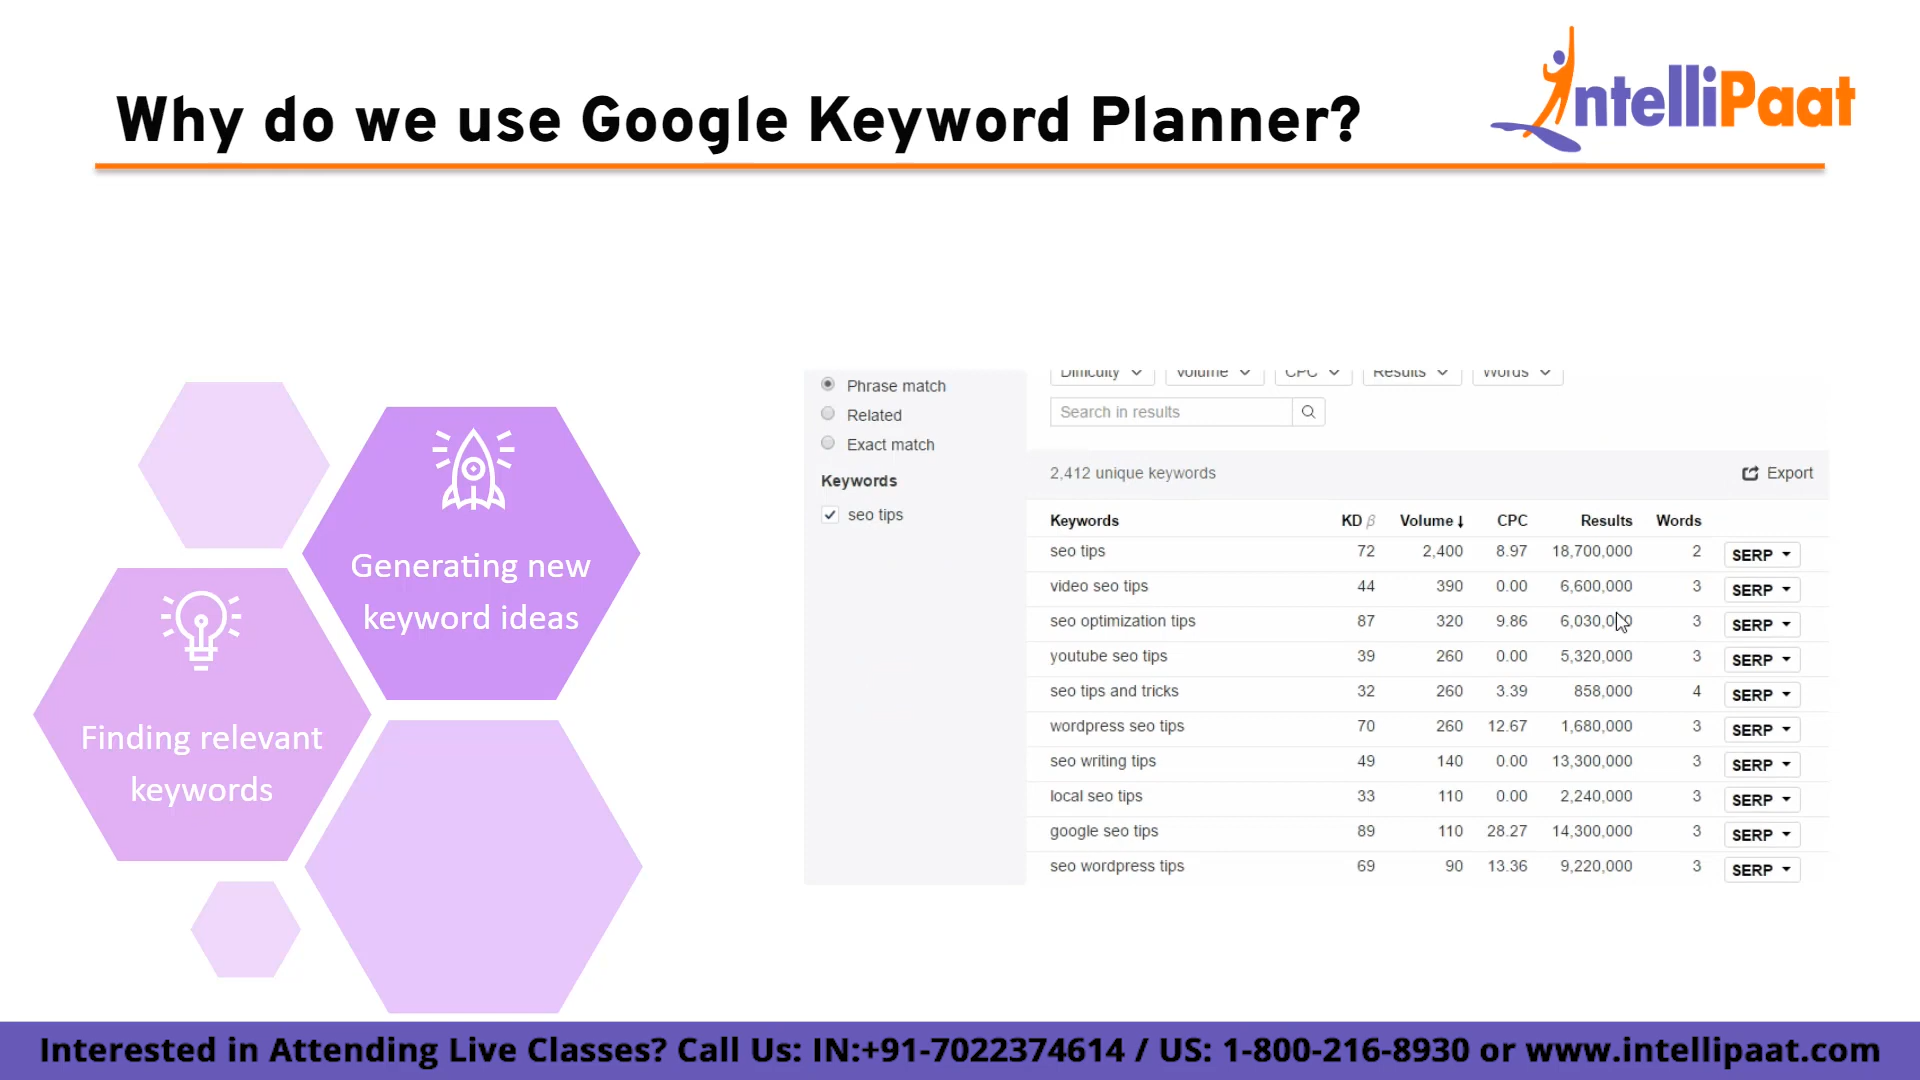 Why do we use Google Keyword Planner?
IntelliPaat
Generating new
keyword ideas
Finding relevant
keywords
Phrase match
Related
Exact match
Keywords
seo tips
Difficulty Volume CPC Results Words
Search in results
2,412 unique keywords Export
Keywords KD β Volume ↓ CPC Results Words
seo tips 72 2,400 8.97 18,700,000 2 SERP
video seo tips 44 390 0.00 6,600,000 3 SERP
seo optimization tips 87 320 9.86 6,030,000 3 SERP
youtube seo tips 39 260 0.00 5,320,000 3 SERP
seo tips and tricks 32 260 3.39 858,000 4 SERP
wordpress seo tips 70 260 12.67 1,680,000 3 SERP
seo writing tips 49 140 0.00 13,300,000 3 SERP
local seo tips 33 110 0.00 2,240,000 3 SERP
google seo tips 89 110 28.27 14,300,000 3 SERP
seo wordpress tips 69 90 13.36 9,220,000 3 SERP
Interested in Attending Live Classes? Call Us: IN:+91-7022374614 / US: 1-800-216-8930 or www.intellipaat.com